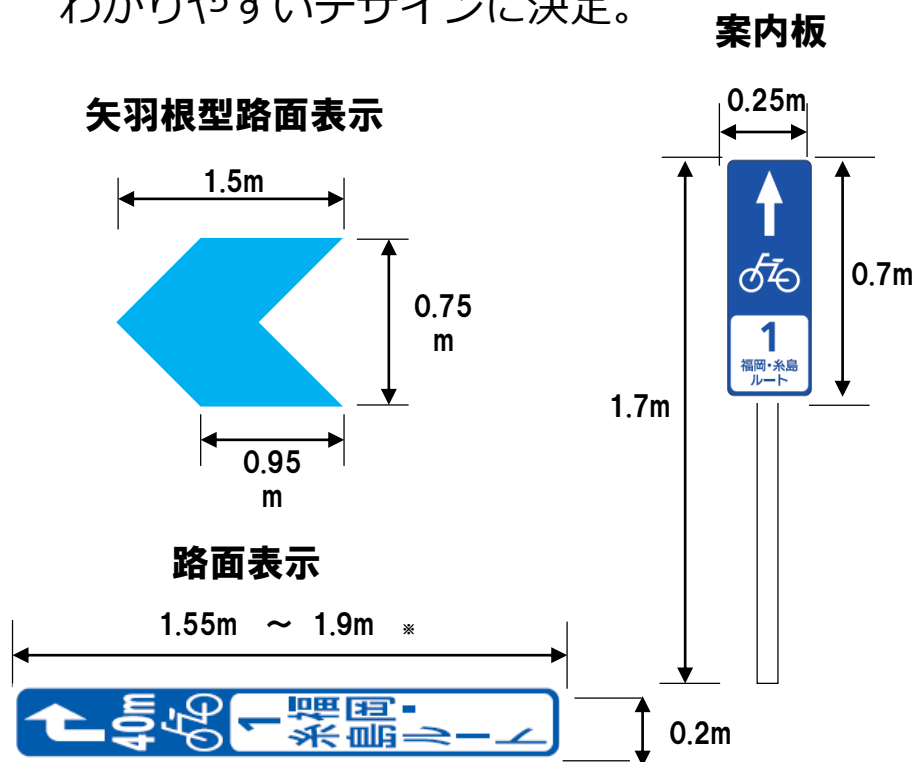 わかりやすいデザインに決定。
案内板
矢羽根型路面表示
0.25m
1.5m
0.75
m
0.7m
1
福岡・糸島
ルート
1.7m
0.95
m
路面表示
1.55m ～ 1.9m ※
40m
1
福岡・
糸島ルート
0.2m